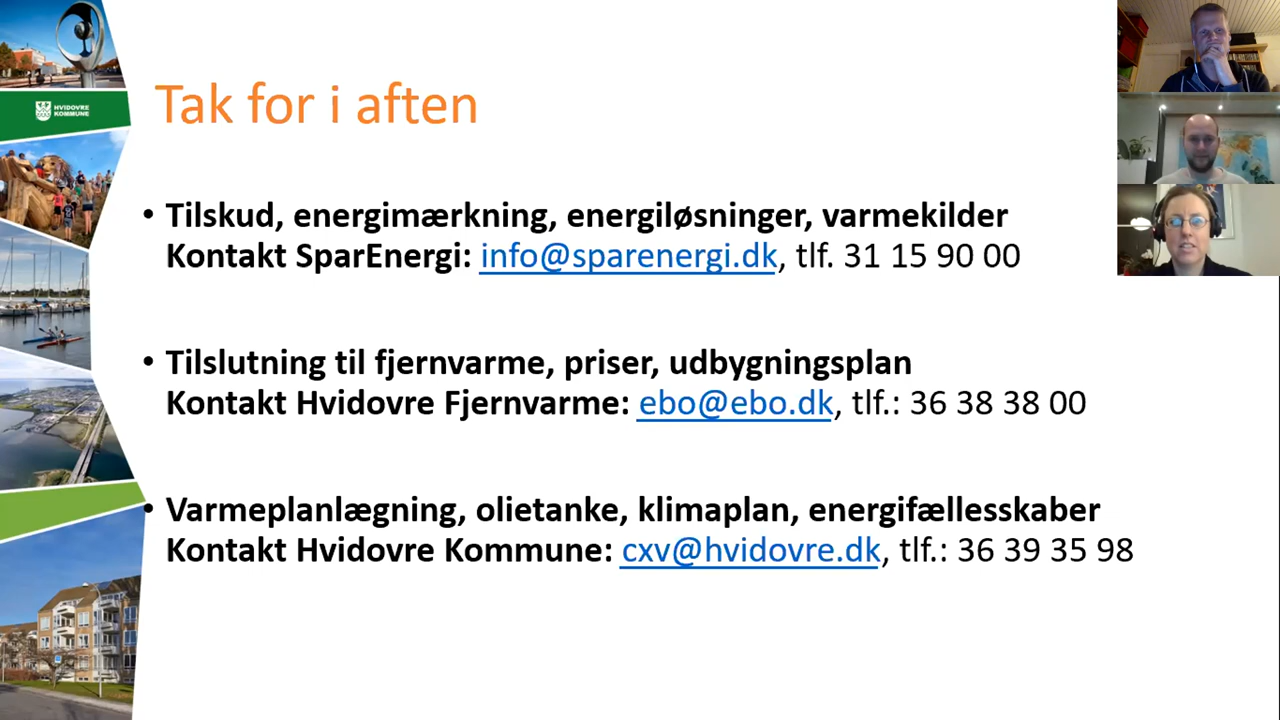 HVIDOVRE
KOMMUNE
Tak for i aften
• Tilskud, energimærkning, energiløsninger, varmekilder
Kontakt SparEnergi: info@sparenergi.dk, tlf. 31 15 90 00
• Tilslutning til fjernvarme, priser, udbygningsplan
Kontakt Hvidovre Fjernvarme: ebo@ebo.dk, tlf.: 36 38 38 00
• Varmeplanlægning, olietanke, klimaplan, energifællesskaber
Kontakt Hvidovre Kommune: cxv@hvidovre.dk, tlf.: 36 39 35 98